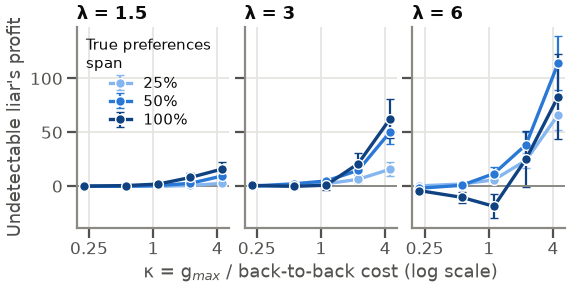 λ = 1.5
λ = 3
λ = 6
Undetectable liar's profit
True preferences
span
25%
50%
100%
100
50
0
0.25
1
4
0.25
1
4
0.25
1
4
κ = gmax / back-to-back cost (log scale)